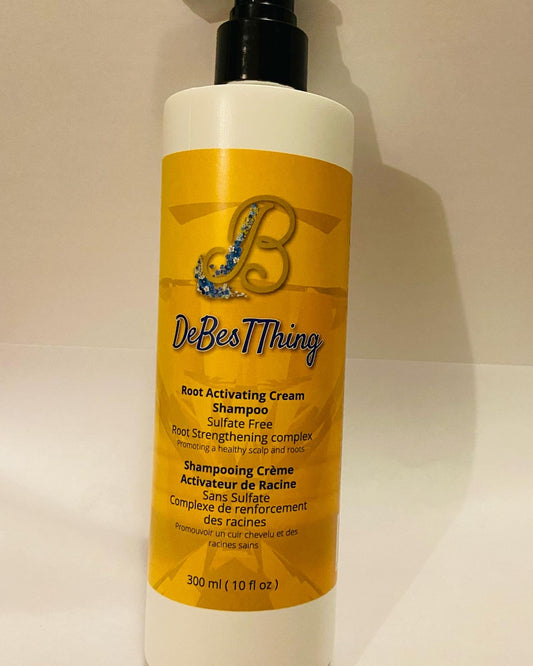 B
DeBesTThing
Root Activating Cream
Shampoo
Sulfate Free
Root Strengthening complex
Promoting a healthy scalp and roots
Shampooing Crème
Activateur de Racine
Sans Sulfate
Complexe de renforcement
des racines
Promouvoir un cuir chevelu et des
racines sains
300 ml ( 10 fl oz )